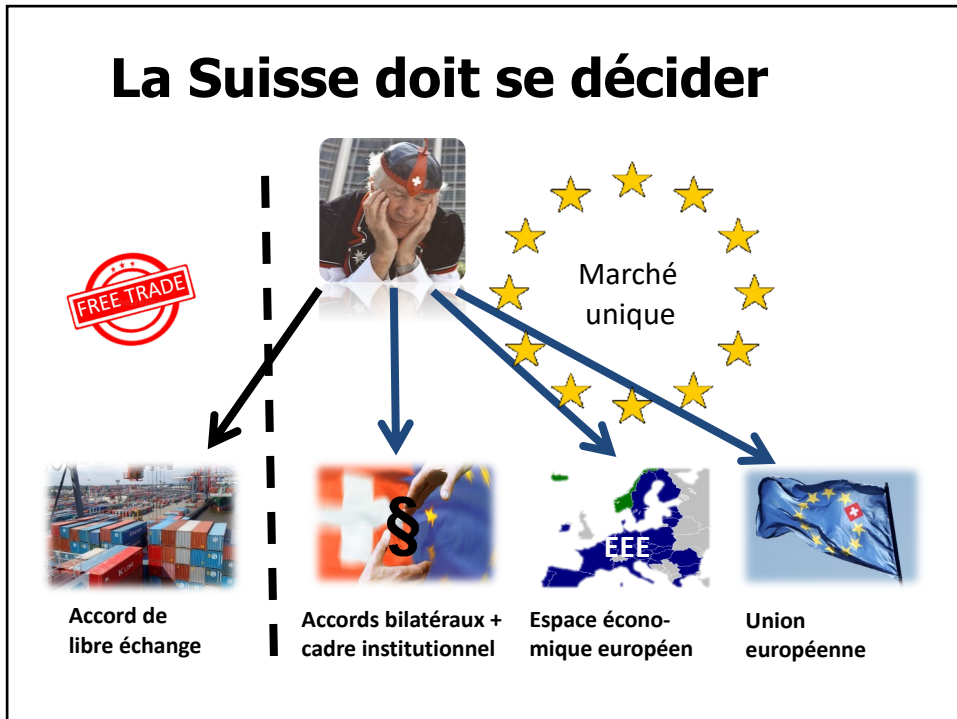 La Suisse doit se décider
FREE TRADE
Marché
unique
§
EEE
Accord de
libre échange
Accords bilatéraux +
cadre institutionnel
Espace écono-
mique européen
Union
européenne